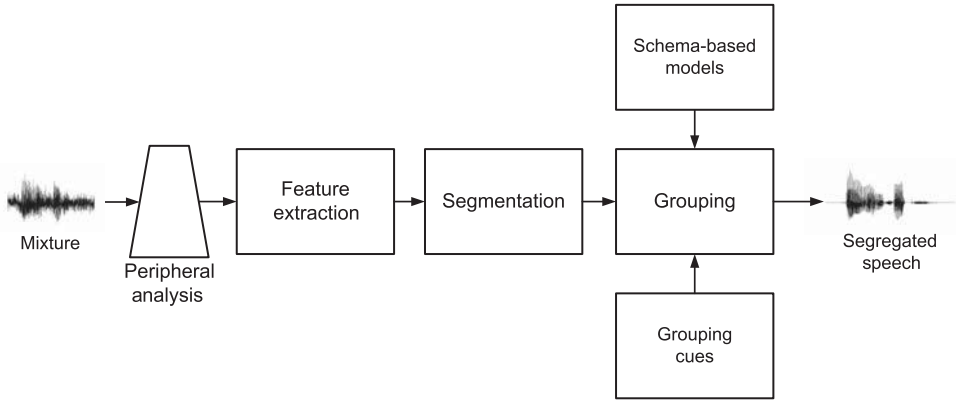 Schema-based
models
Mixture
Peripheral
analysis
Feature
extraction
Segmentation
Grouping
Segregated
speech
Grouping
cues